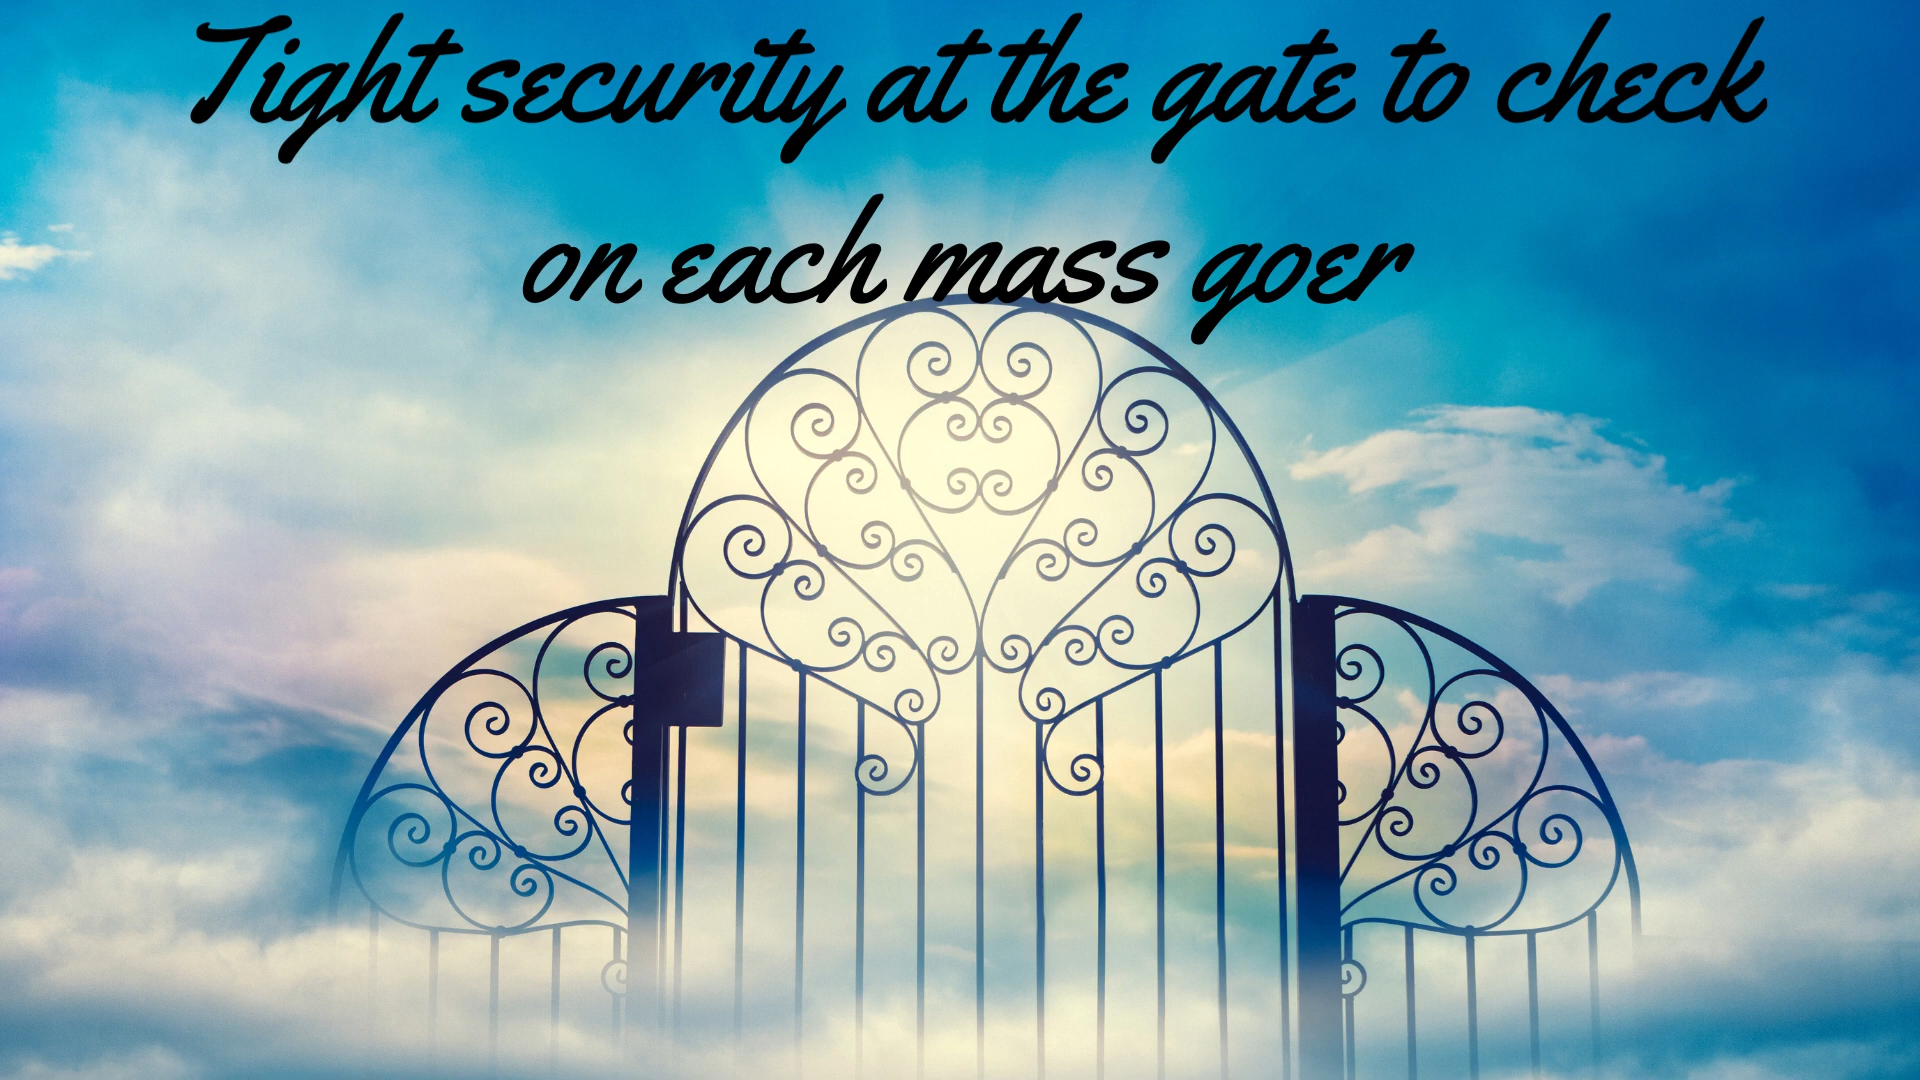 Tight security at the gate to check
on each mass goer